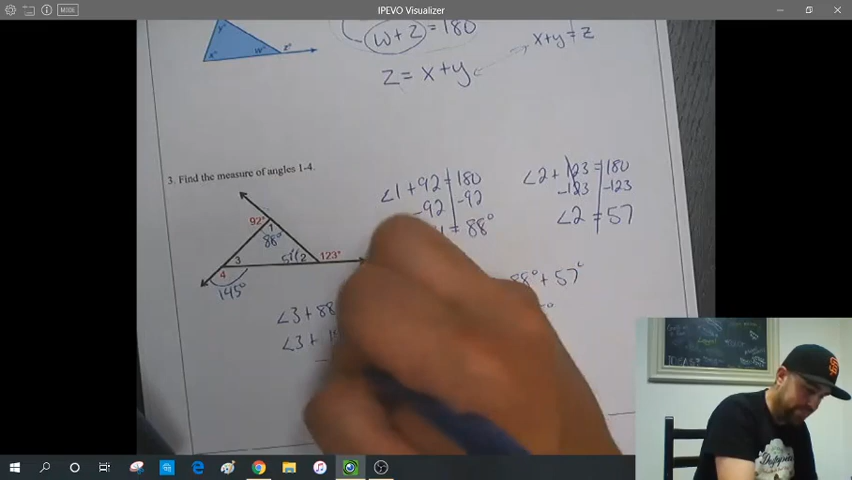 IPEVO Visualizer
MODE
y°
x°
w°
z°
w+z = 180
x+y = z
z = x+y
3. Find the measure of angles 1-4.
92°
1
88°
3
2
123°
4
145°
∠1 + 92 = 180
-92 -92
= 88°
∠2 + 123 = 180
-123 -123
∠2 = 57
88° + 57°
∠3 + 88
∠3 +